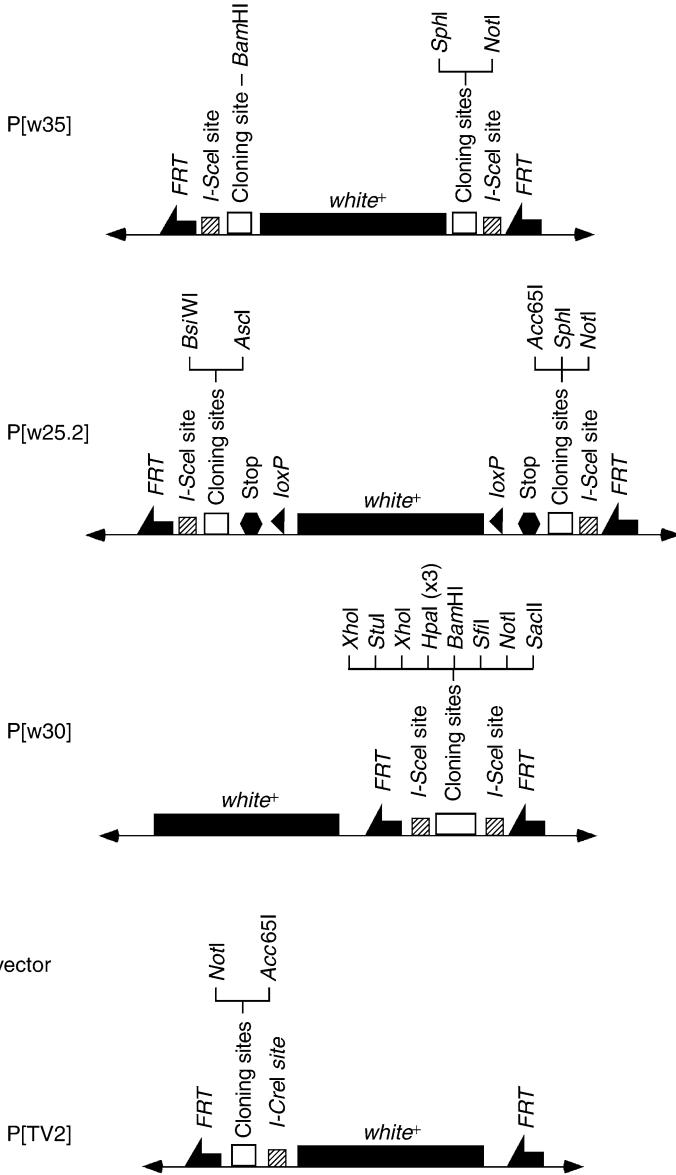 P[w35]
FRT
I-SceI site
Cloning site – BamHI
white+
SphI
NotI
Cloning sites
I-SceI site
FRT
P[w25.2]
FRT
I-SceI site
BsiWI
AscI
Cloning sites
Stop
loxP
white+
loxP
Stop
Acc65I
SphI
NotI
Cloning sites
I-SceI site
FRT
P[w30]
white+
FRT
I-SceI site
XhoI
StuI
XhoI
HpaI (x3)
BamHI
SfiI
NotI
SacII
Cloning sites
I-SceI site
FRT
vector
P[TV2]
FRT
NotI
Acc65I
Cloning sites
I-CreI site
white+
FRT